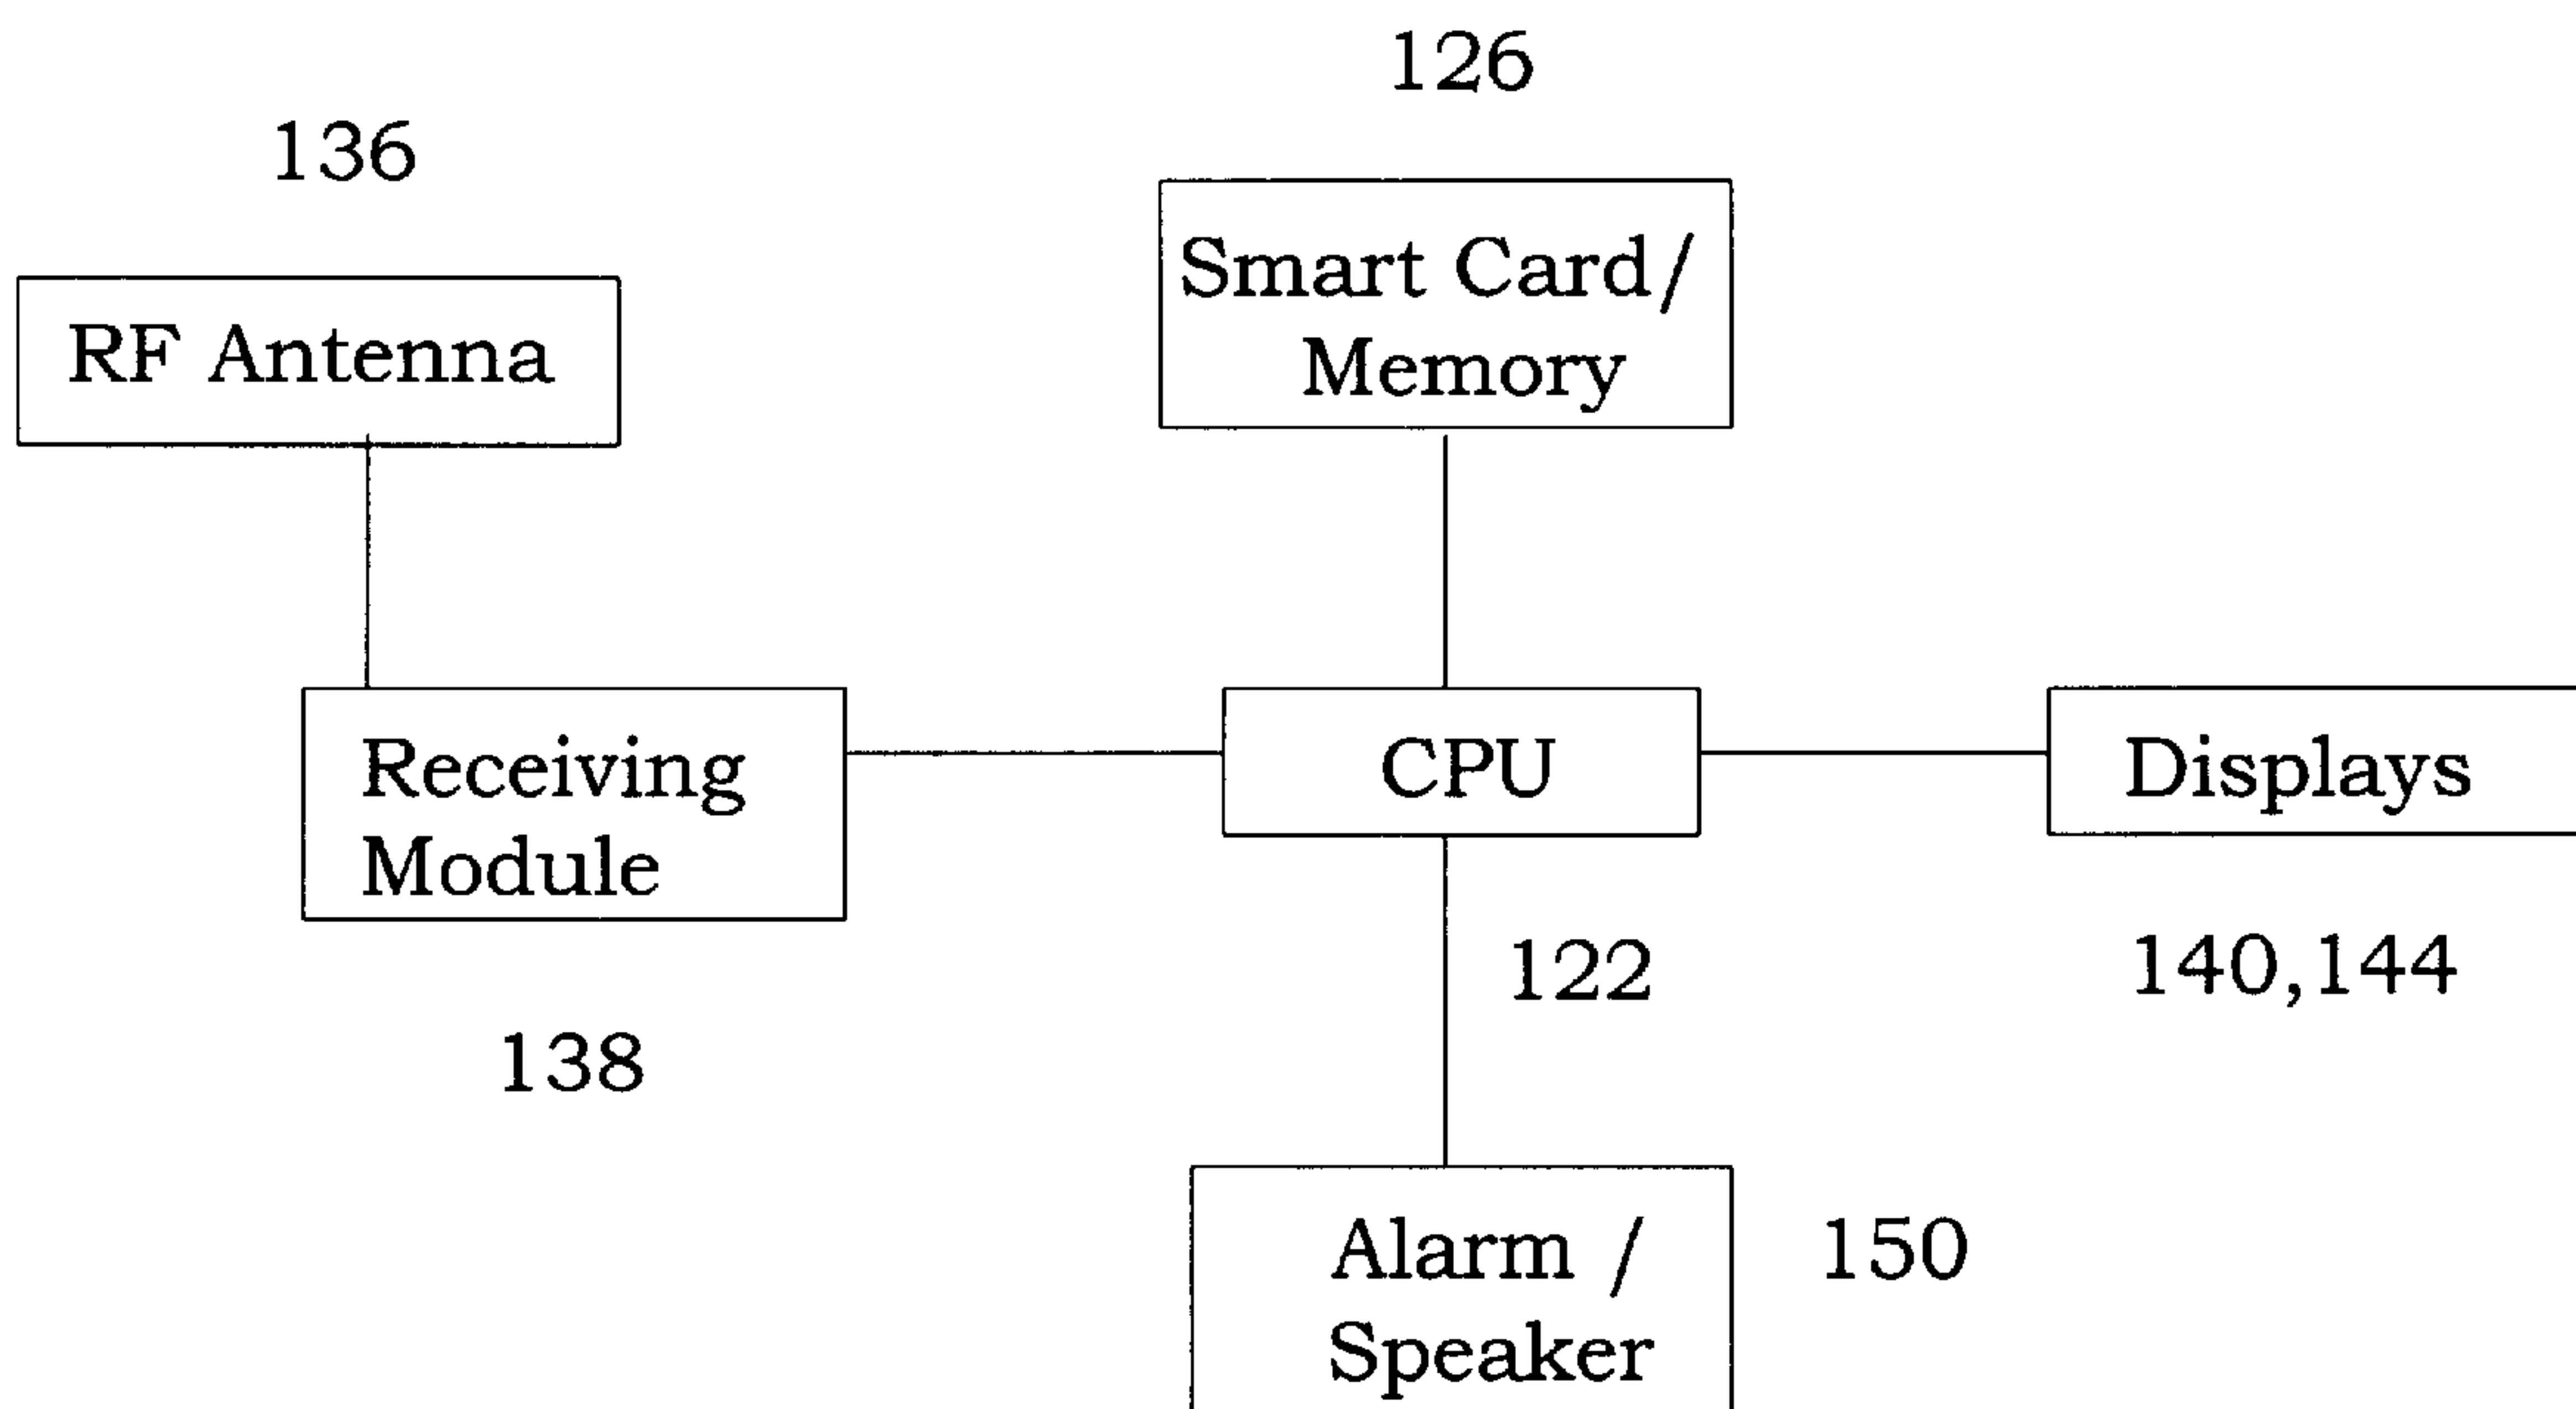 126
136
Smart Card/
Memory
RF Antenna
Receiving
Module
CPU
Displays
122
140,144
138
Alarm /
Speaker
150